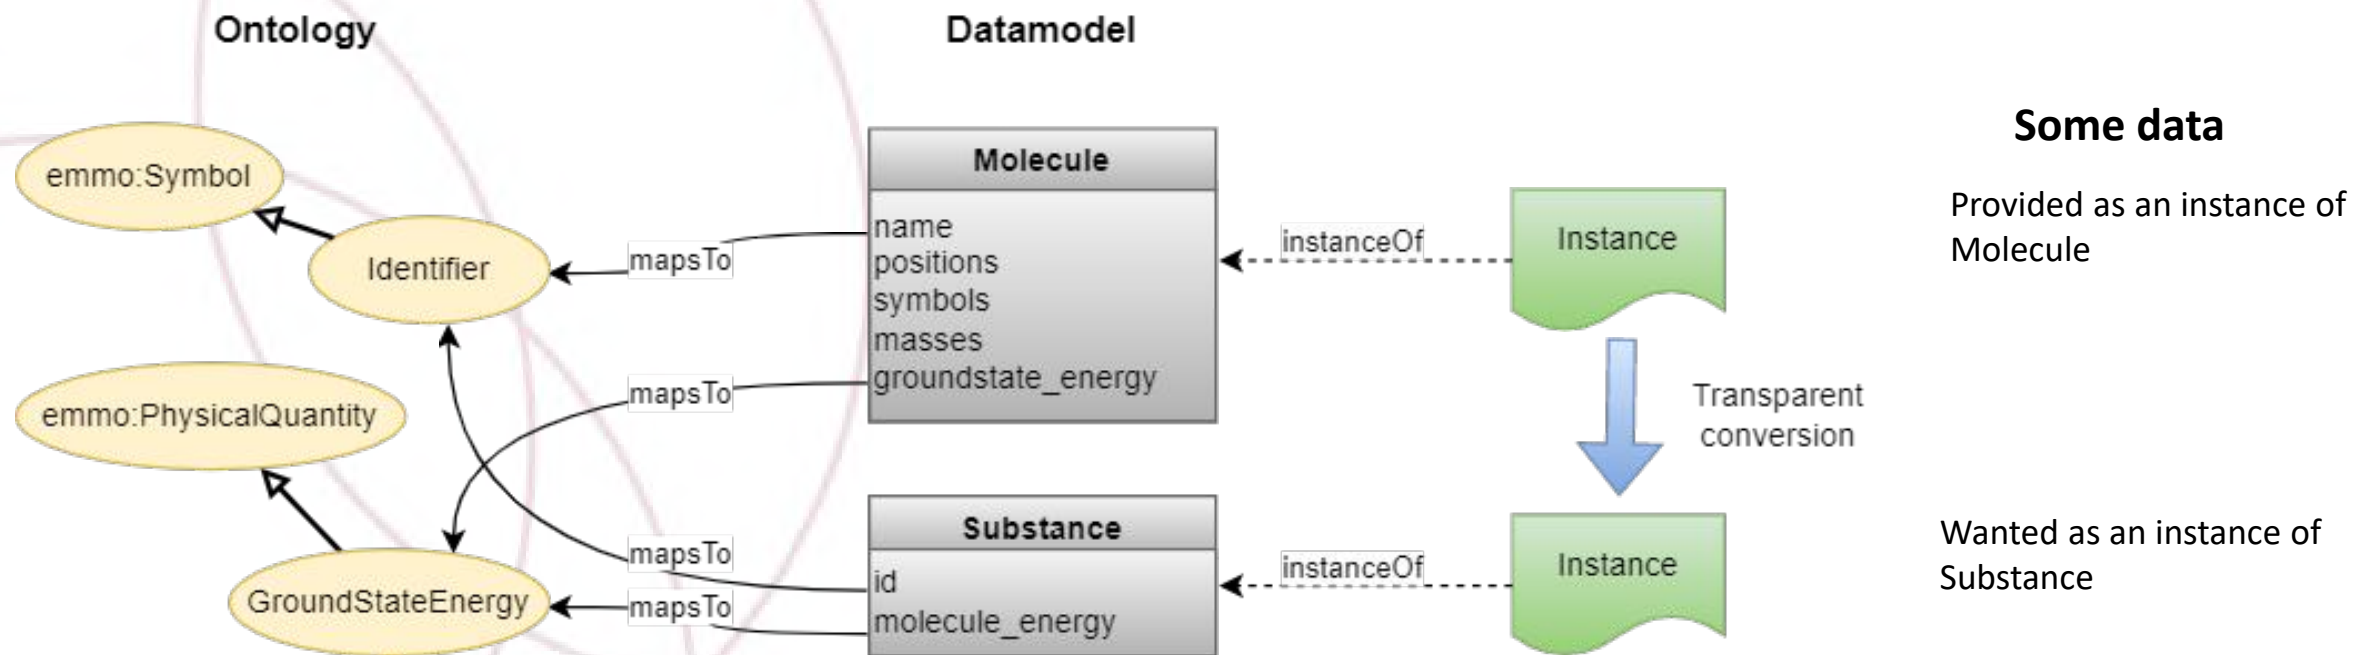 Ontology
Datamodel
Some data
emmo:Symbol
Identifier
emmo:PhysicalQuantity
GroundStateEnergy
mapsTo
mapsTo
mapsTo
mapsTo
Molecule
name
positions
symbols
masses
groundstate_energy
Substance
id
molecule_energy
instanceOf
instanceOf
Instance
Transparent
conversion
Instance
Provided as an instance of
Molecule
Wanted as an instance of
Substance